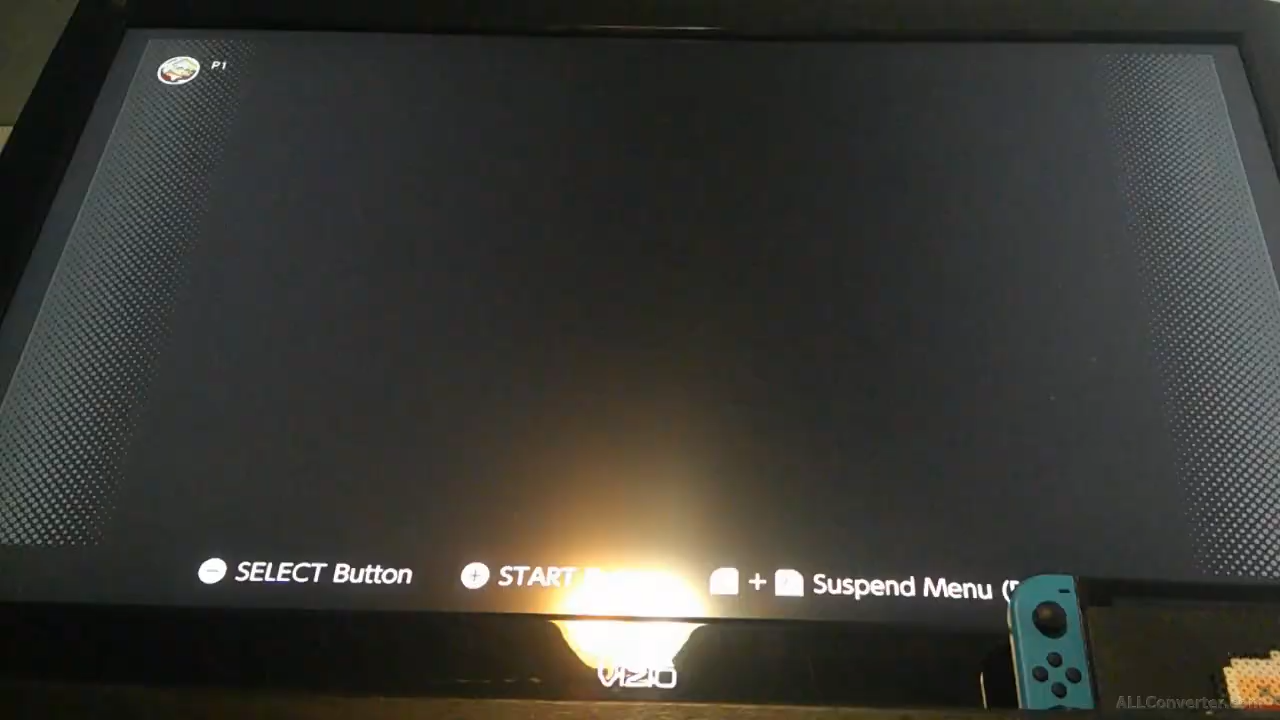 P1
SELECT Button
START
+ Suspend Menu (
VIZIO
ALLConverter.com